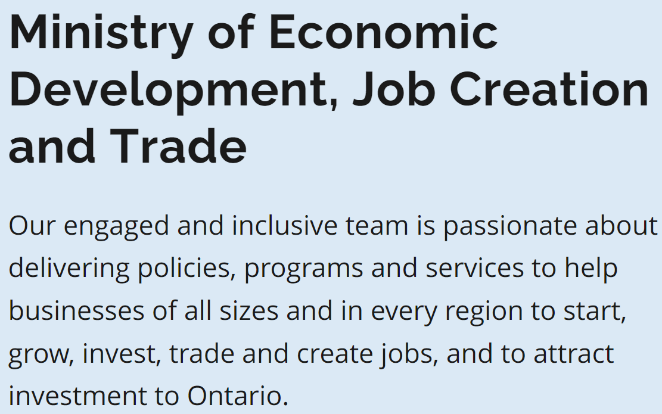 Ministry of Economic
Development, Job Creation
and Trade
Our engaged and inclusive team is passionate about
delivering policies, programs and services to help
businesses of all sizes and in every region to start,
grow, invest, trade and create jobs, and to attract
investment to Ontario.